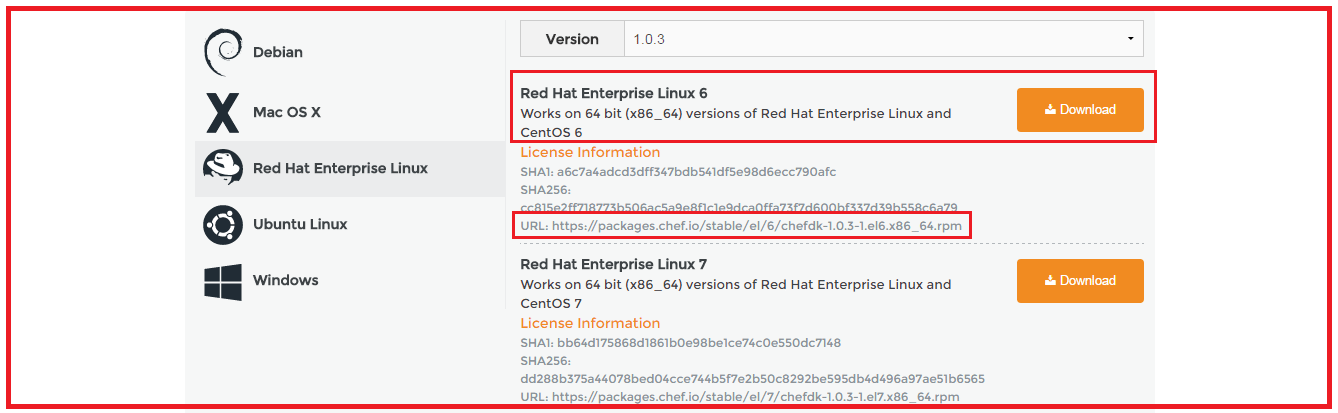 Debian
Mac OS X
Red Hat Enterprise Linux
Ubuntu Linux
Windows
Version 1.0.3
Red Hat Enterprise Linux 6
Works on 64 bit (x86_64) versions of Red Hat Enterprise Linux and
CentOS 6
Download
License Information
SHA1: a6c7a4adcd3dff347bdb541df5e98d6ecc790afc
SHA256:
cc815e2ff718773b506ac5a9e8f1c1e9dca0ffa73f7d600bf337d39b558c6a79
URL: https://packages.chef.io/stable/el/6/chefdk-1.0.3-1.el6.x86_64.rpm
Red Hat Enterprise Linux 7
Works on 64 bit (x86_64) versions of Red Hat Enterprise Linux and
CentOS 7
Download
License Information
SHA1: bb64d175868d1861b0e98be1ce74c0e550dc7148
SHA256:
dd288b375a44078bed04cce744b5f7e2b50c8292be595db4d496a97ae51b6565
URL: https://packages.chef.io/stable/el/7/chefdk-1.0.3-1.el7.x86_64.rpm